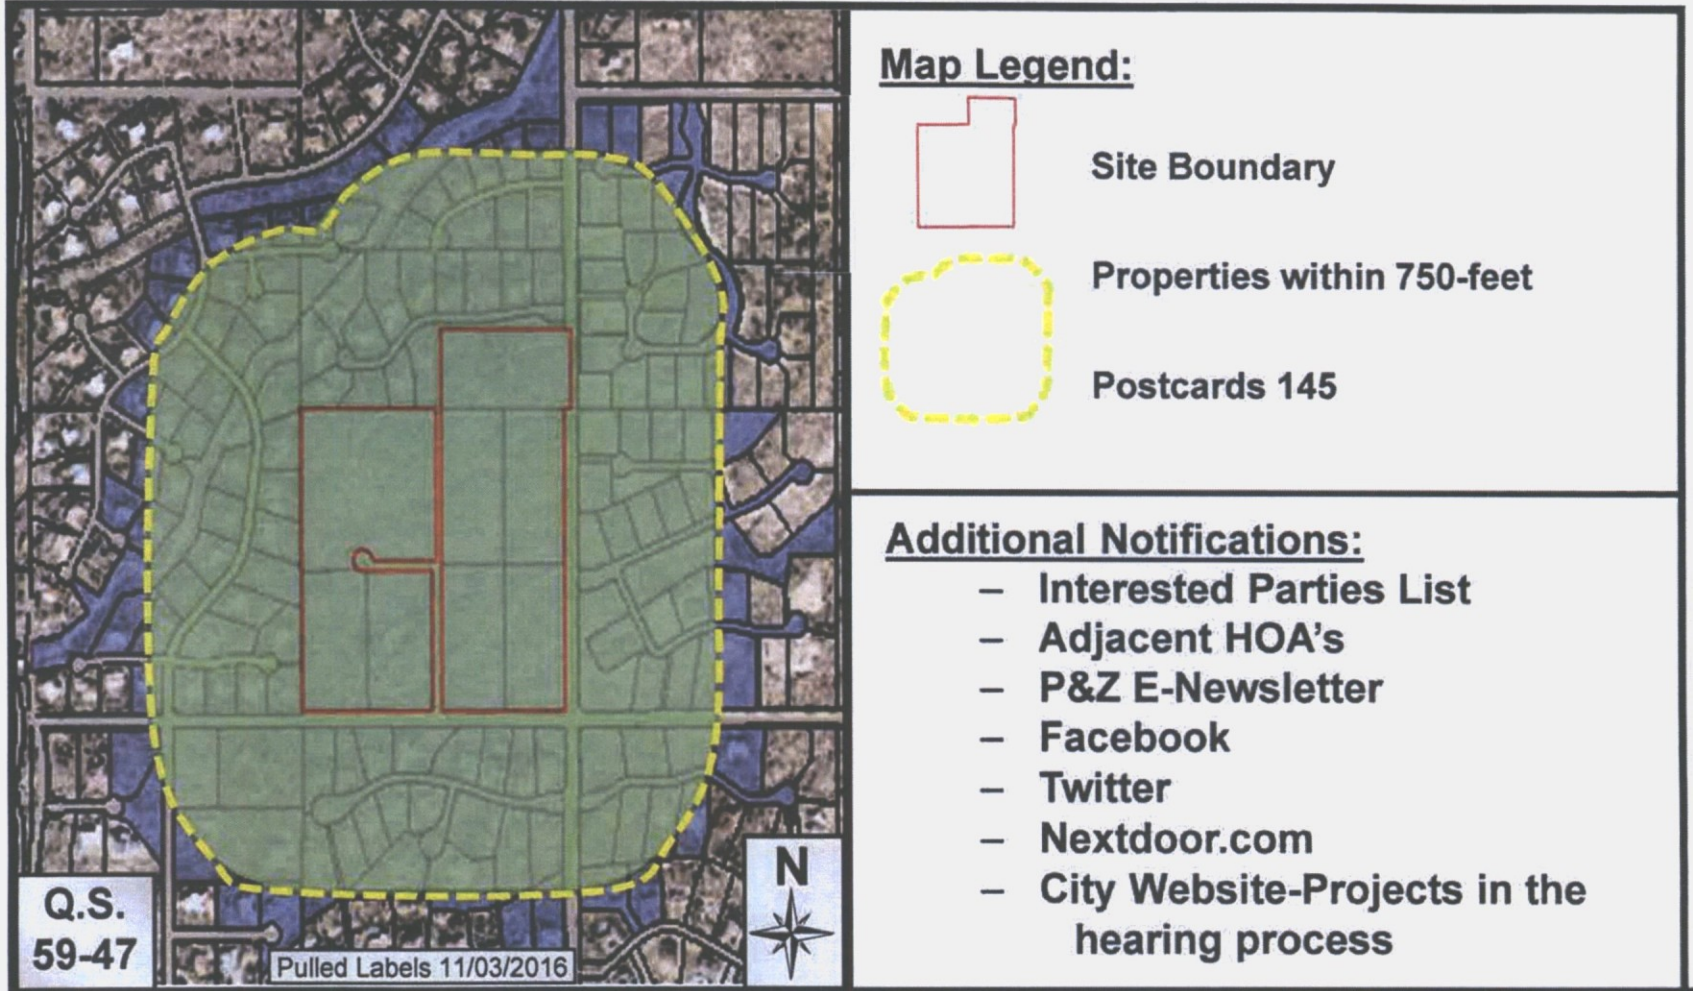 Q.S.
59-47
Pulled Labels 11/03/2016
N
Map Legend:
Site Boundary
Properties within 750-feet
Postcards 145
Additional Notifications:
– Interested Parties List
– Adjacent HOA's
– P&Z E-Newsletter
– Facebook
– Twitter
– Nextdoor.com
– City Website-Projects in the
hearing process